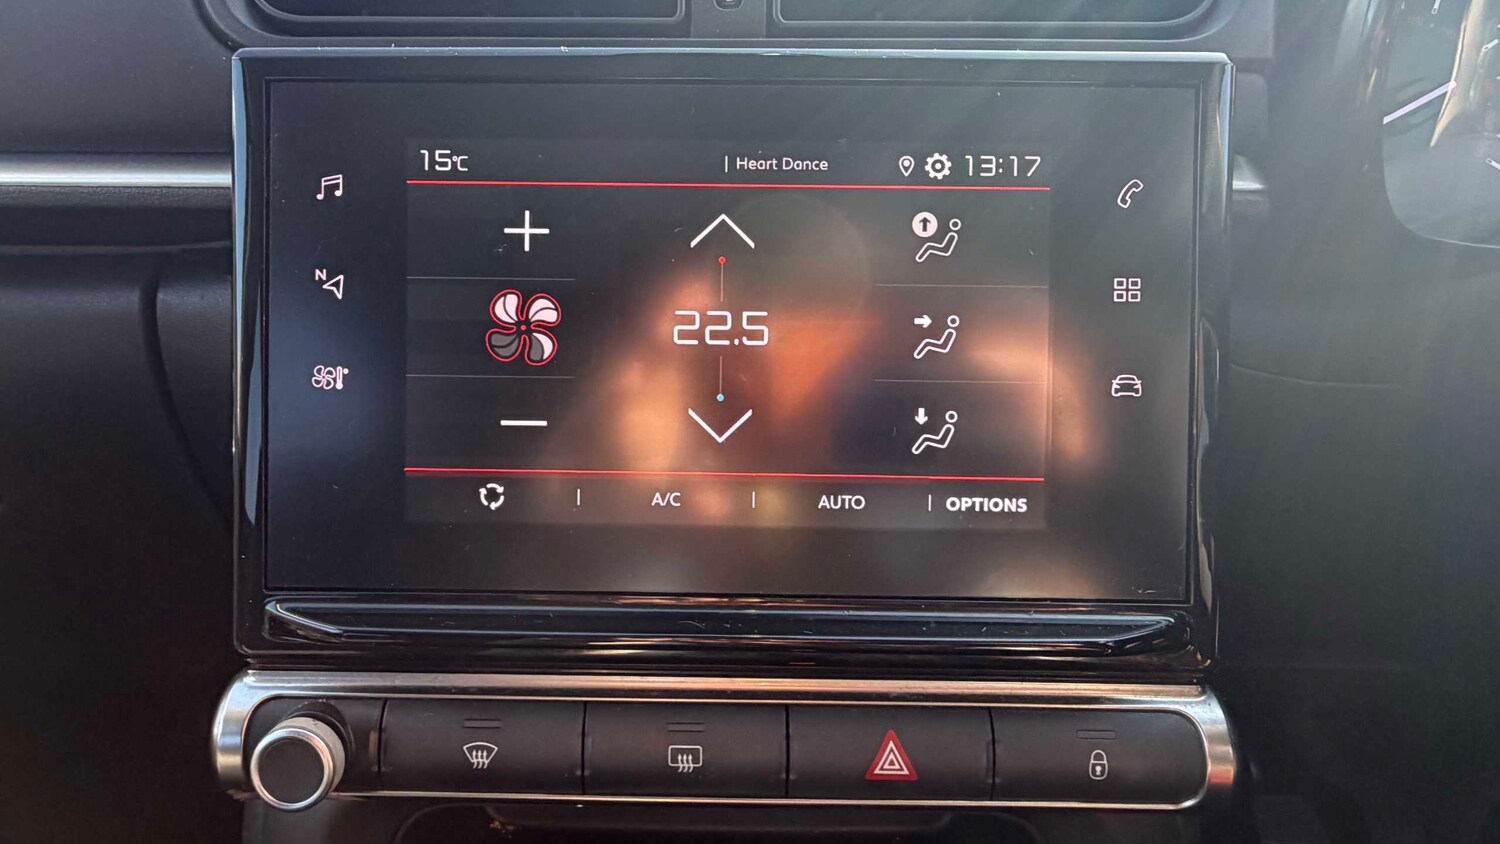 15°C
| Heart Dance
13:17
N
22.5
A/C
AUTO
OPTIONS